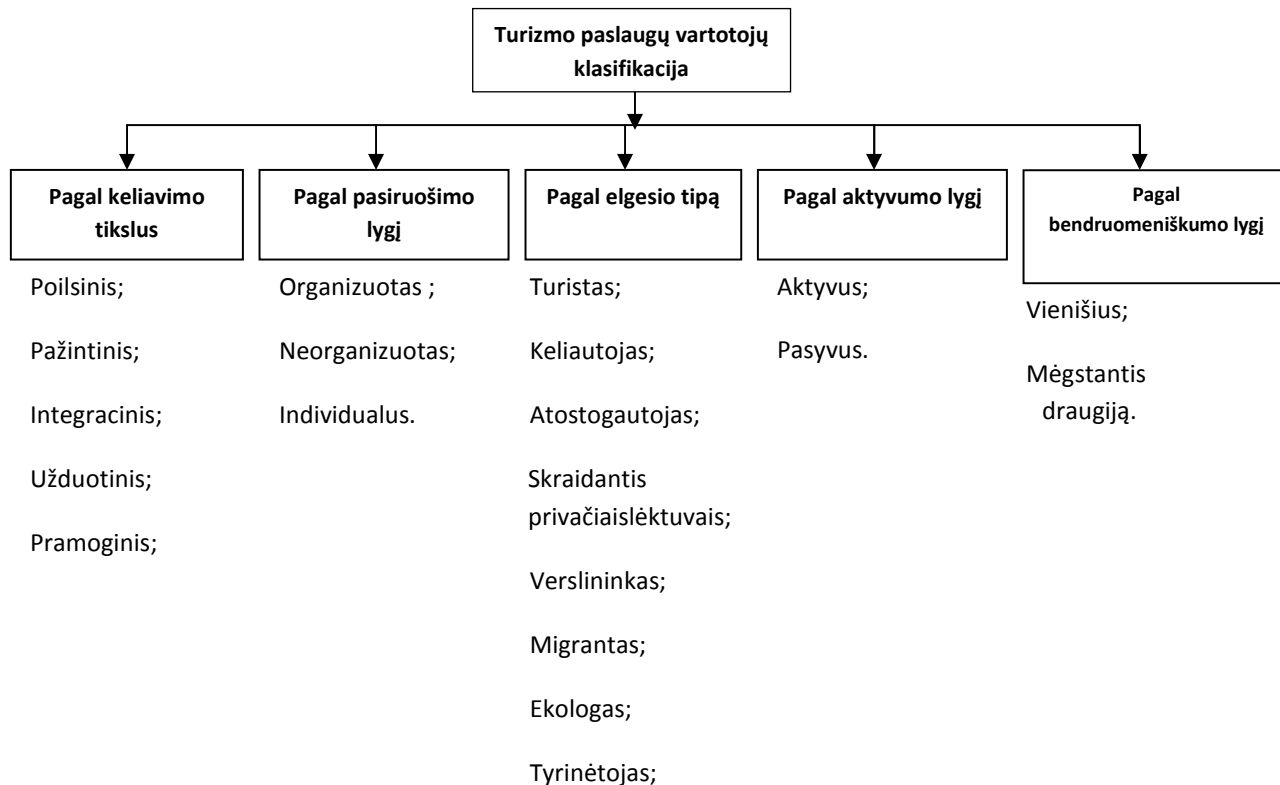 Turizmo paslaugų vartotojų
klasifikacija
Pagal keliavimo
tikslus
Poilsinis;
Pažintinis;
Integracinis;
Užduotinis;
Pramoginis;
Pagal pasiruošimo
lygį
Organizuotas ;
Neorganizuotas;
Individualus.
Pagal elgesio tipą
Turistas;
Keliautojas;
Atostogautojas;
Skraidantis
privačiaislėktuvais;
Verslininkas;
Migrantas;
Ekologas;
Tyrinėtojas;
Pagal aktyvumo lygį
Aktyvus;
Pasyvus.
Pagal
bendruomeniškumo lygį
Vienišius;
Mėgstantis
draugiją.